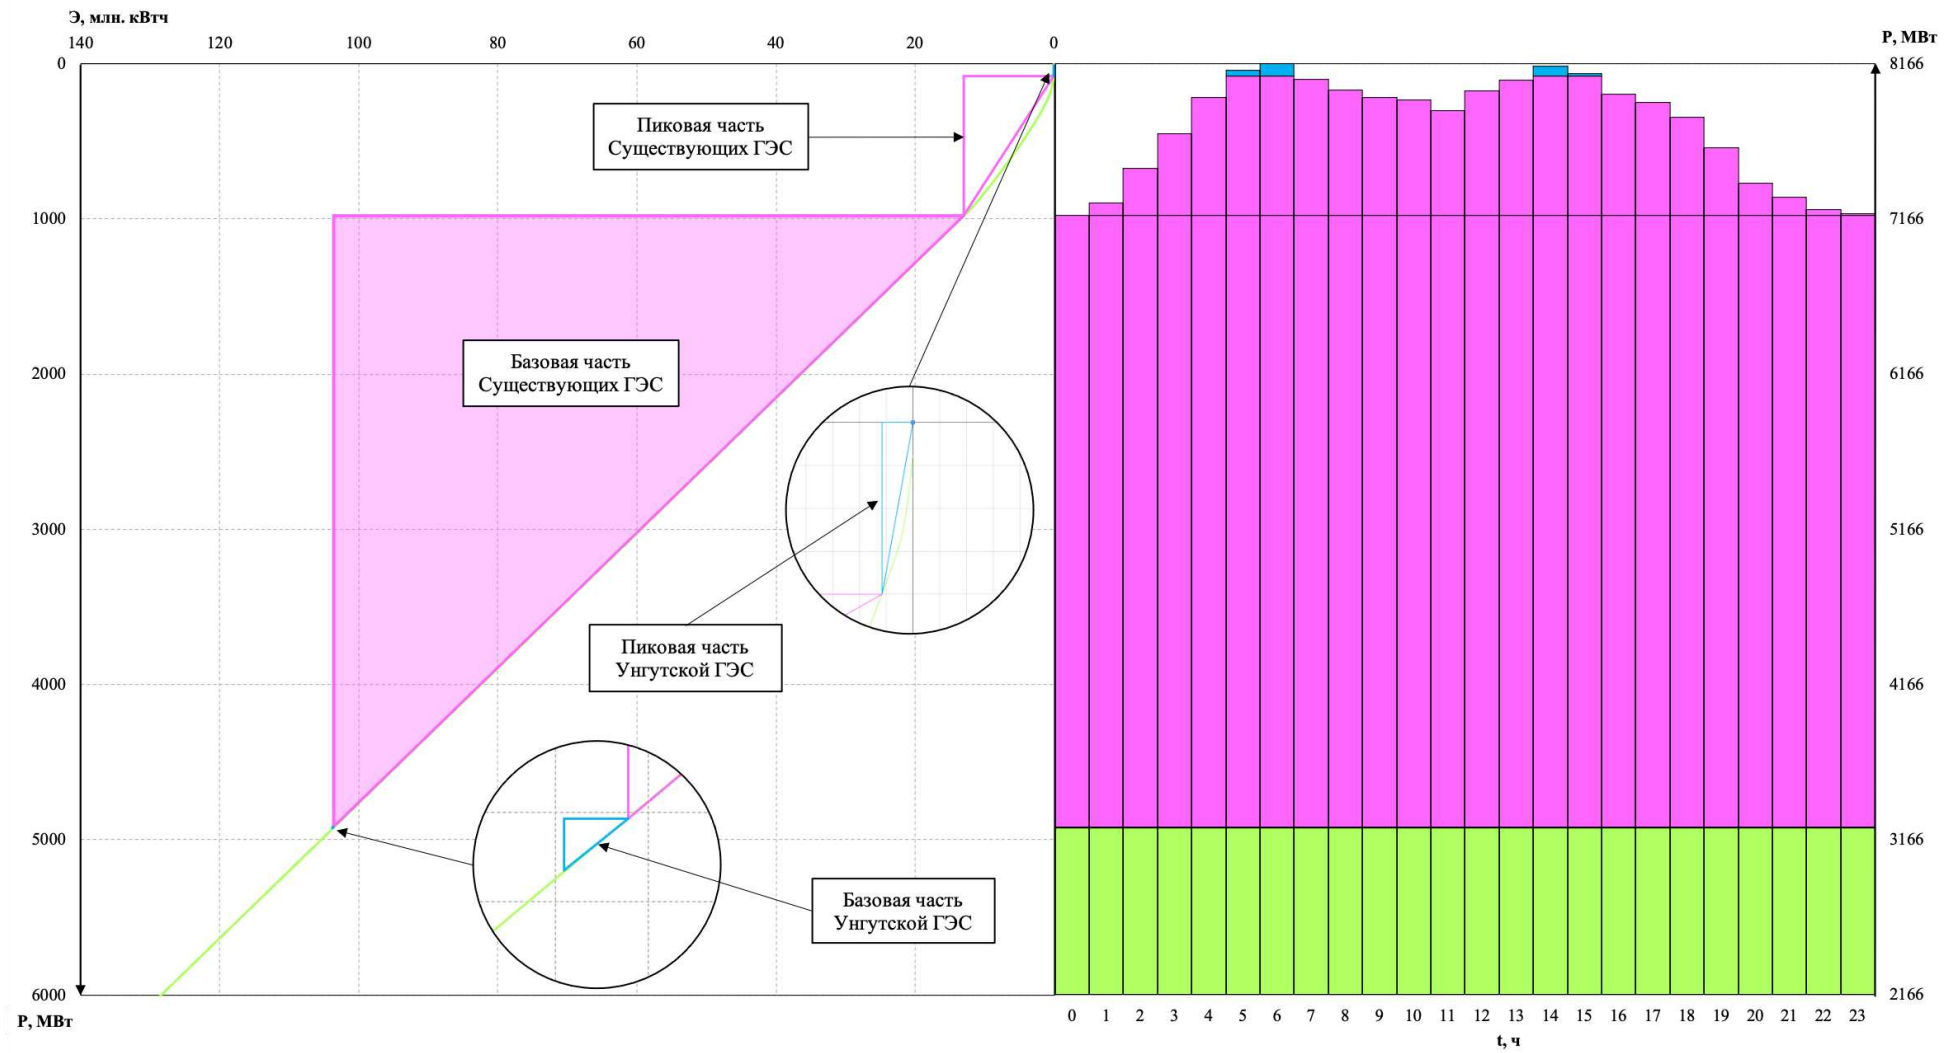 Э, млн. кВтч
140 120 100 80 60 40 20 0
Р, МВт
0
8166
Пиковая часть
Существующих ГЭС
1000
7166
Базовая часть
Существующих ГЭС
2000
6166
3000
5166
Пиковая часть
Унгутской ГЭС
4000
4166
5000
3166
Базовая часть
Унгутской ГЭС
6000
2166
Р, МВт
0 1 2 3 4 5 6 7 8 9 10 11 12 13 14 15 16 17 18 19 20 21 22 23
t, ч